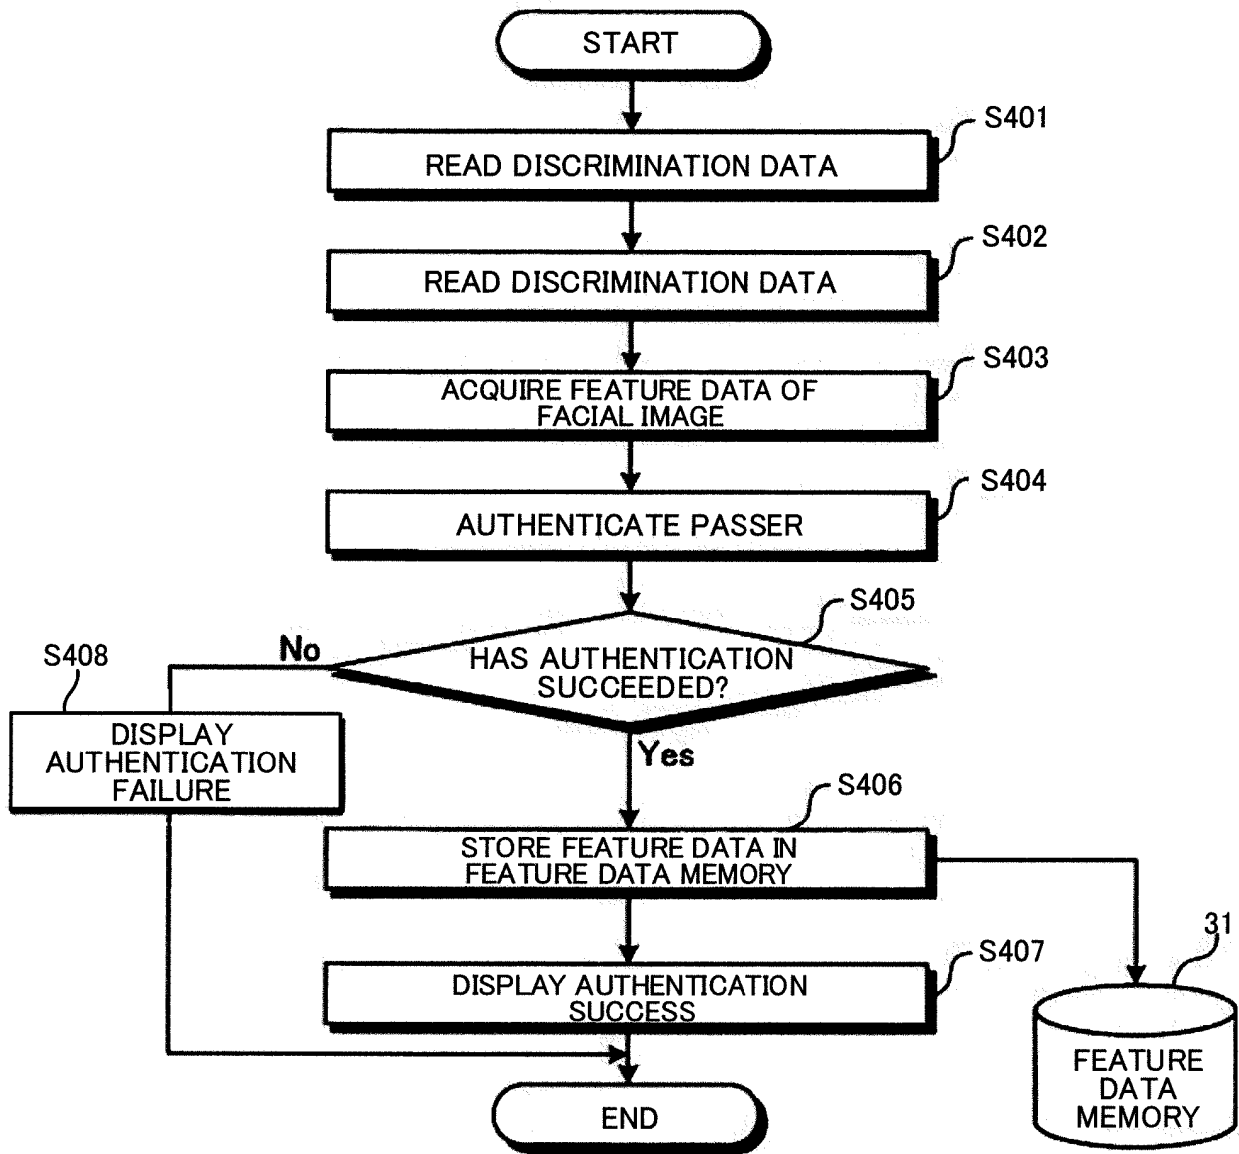 START
S401
READ DISCRIMINATION DATA
S402
READ DISCRIMINATION DATA
S403
ACQUIRE FEATURE DATA OF
FACIAL IMAGE
S404
AUTHENTICATE PASSER
S405
HAS AUTHENTICATION
SUCCEEDED?
No
S408
DISPLAY
AUTHENTICATION
FAILURE
Yes
S406
STORE FEATURE DATA IN
FEATURE DATA MEMORY
S407
DISPLAY AUTHENTICATION
SUCCESS
31
FEATURE
DATA
MEMORY
END